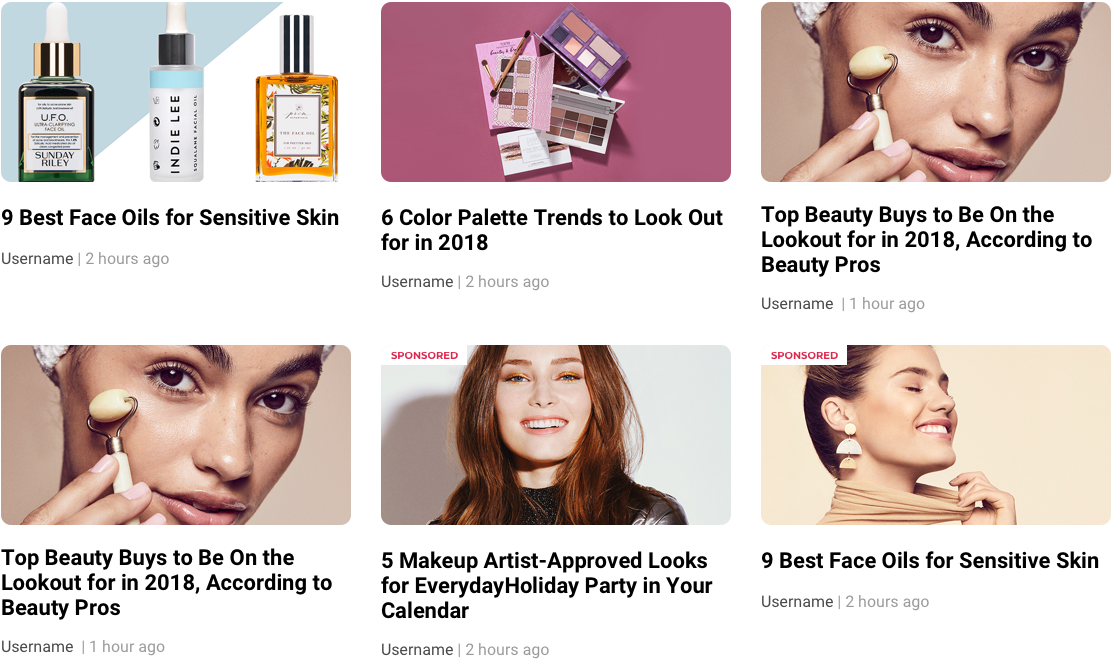 U.F.O.
ULTRA-CLARIFYING
FACE OIL
SUNDAY
RILEY
INDIE LEE
SQUALANE FACIAL OIL
THE FACE OIL
9 Best Face Oils for Sensitive Skin
Username | 2 hours ago
6 Color Palette Trends to Look Out
for in 2018
Username | 2 hours ago
Top Beauty Buys to Be On the
Lookout for in 2018, According to
Beauty Pros
Username | 1 hour ago
Top Beauty Buys to Be On the
Lookout for in 2018, According to
Beauty Pros
Username | 1 hour ago
SPONSORED
5 Makeup Artist-Approved Looks
for EverydayHoliday Party in Your
Calendar
Username | 2 hours ago
SPONSORED
9 Best Face Oils for Sensitive Skin
Username | 2 hours ago